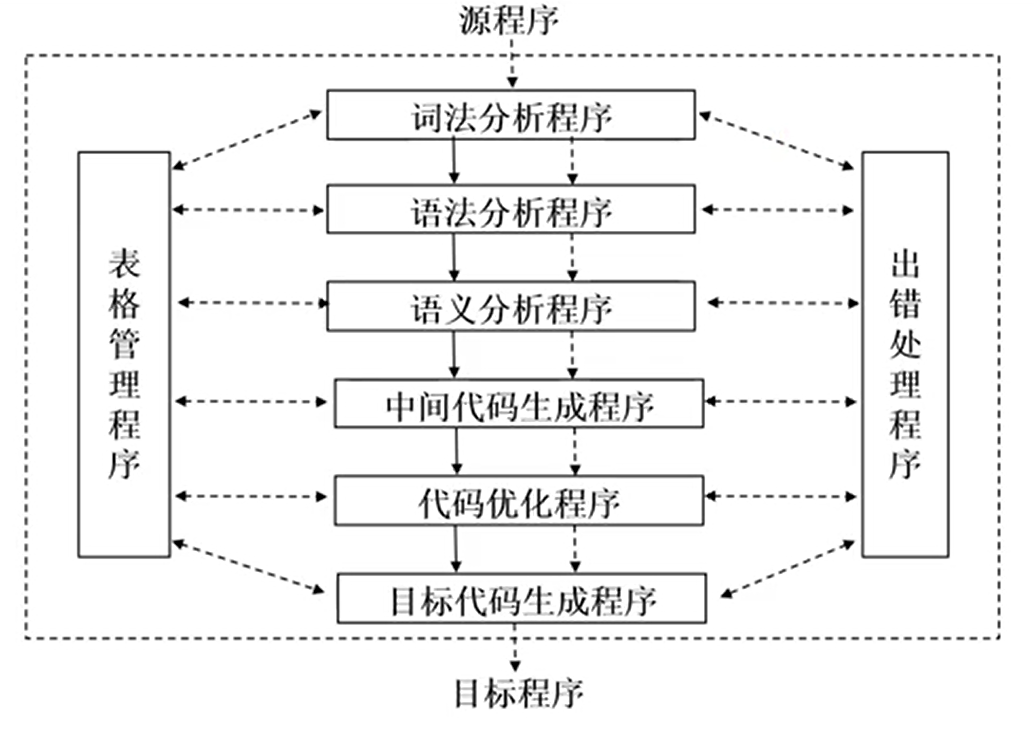 源程序
词法分析程序
语法分析程序
语义分析程序
中间代码生成程序
代码优化程序
目标代码生成程序
表格管理程序
出错处理程序
目标程序